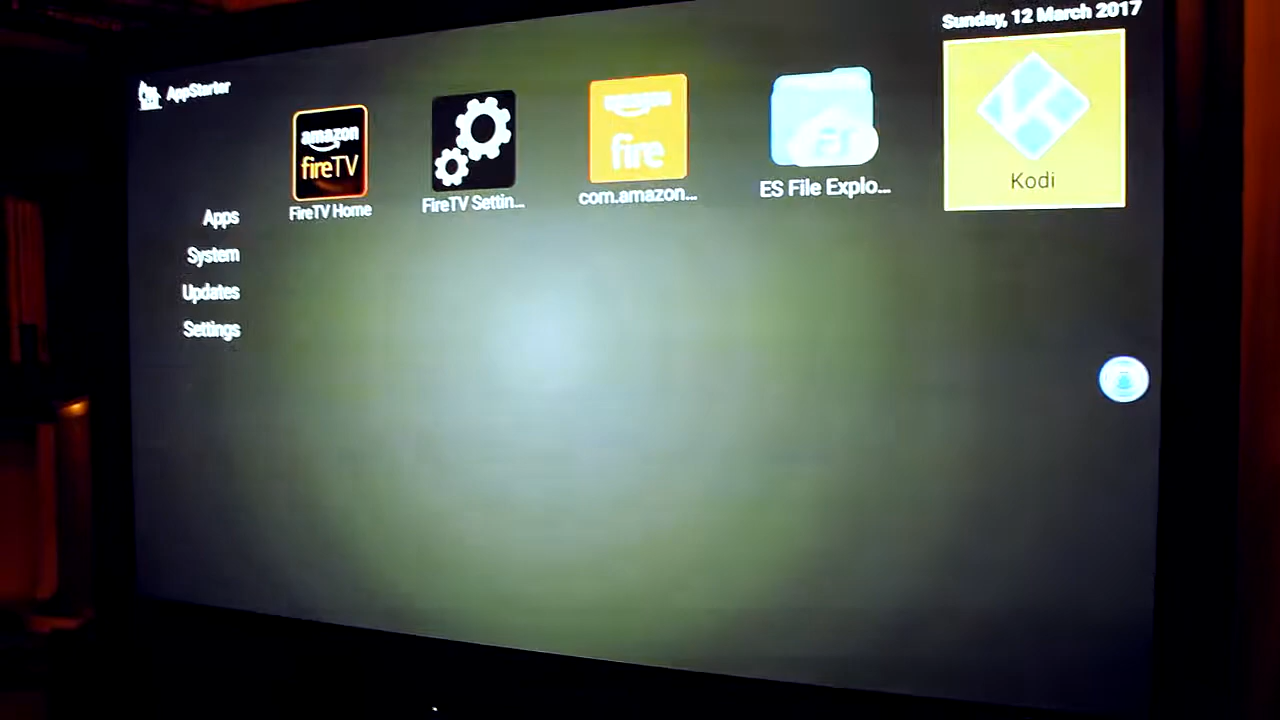 Sunday, 12 March 2017
AppStarter
amazon
fireTV
FireTV Home
FireTV Settin...
amazon
fire
com.amazon...
ES File Explo...
Kodi
Apps
System
Updates
Settings